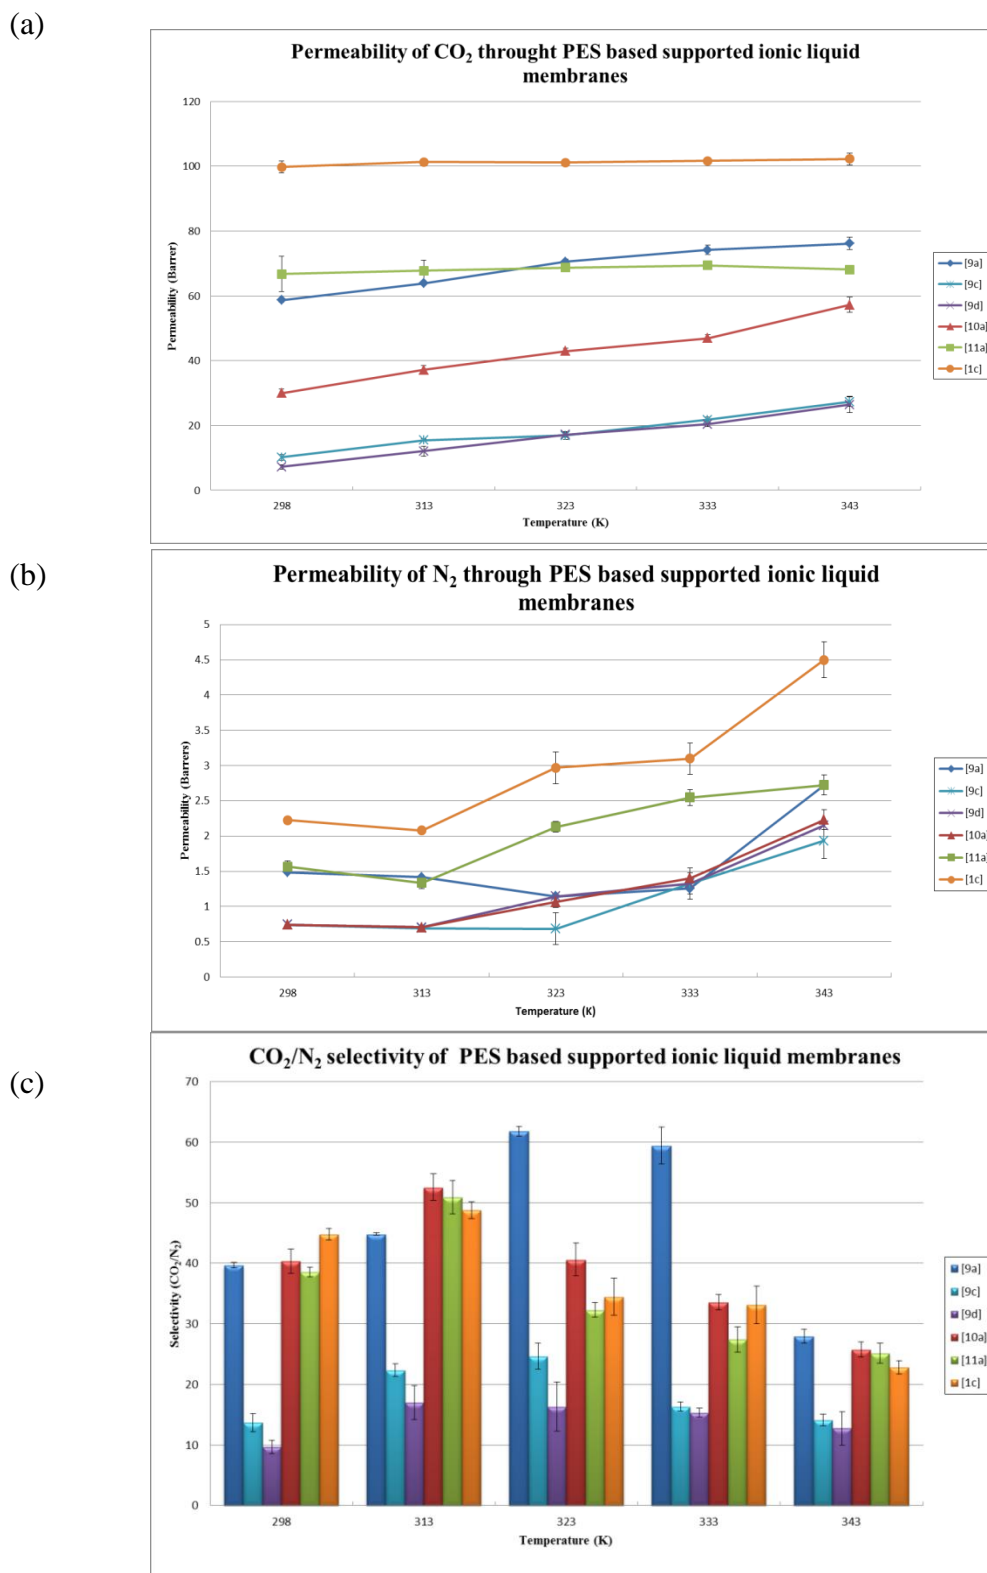 (a)
Permeability of CO₂ throught PES based supported ionic liquid
membranes
120
100
80
60
40
20
0
Permeability (Barrer)
298 313 323 333 343
Temperature (K)
[9a]
[9c]
[9d]
[10a]
[11a]
[1c]
(b)
Permeability of N₂ through PES based supported ionic liquid
membranes
5
4.5
4
3.5
3
2.5
2
1.5
1
0.5
0
Permeability (Barrers)
298 313 323 333 343
Temperature (K)
[9a]
[9c]
[9d]
[10a]
[11a]
[1c]
(c)
CO₂/N₂ selectivity of PES based supported ionic liquid membranes
70
60
50
40
30
20
10
0
Selectivity (CO₂/N₂)
298 313 323 333 343
Temperature (K)
[9a]
[9c]
[9d]
[10a]
[11a]
[1c]